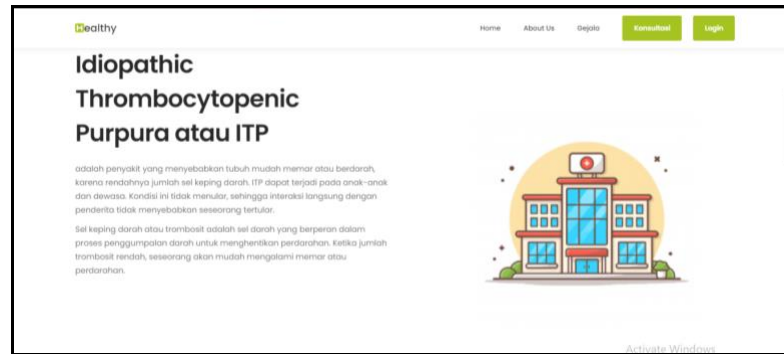 Healthy
Home About Us Gejala Konsultasi Login
Idiopathic
Thrombocytopenic
Purpura atau ITP
adalah penyakit yang menyebabkan tubuh mudah memar atau berdarah,
karena rendahnya jumlah sel keping darah. ITP dapat terjadi pada anak-anak
dan dewasa. Kondisi ini tidak menular, sehingga interaksi langsung dengan
penderita tidak menyebabkan seseorang tertular.
Sel keping darah atau trombosit adalah sel darah yang berperan dalam
proses penggumpalan darah untuk menghentikan perdarahan. Ketika jumlah
trombosit rendah, seseorang akan mudah mengalami memar atau
perdarahan.
Activate Windows